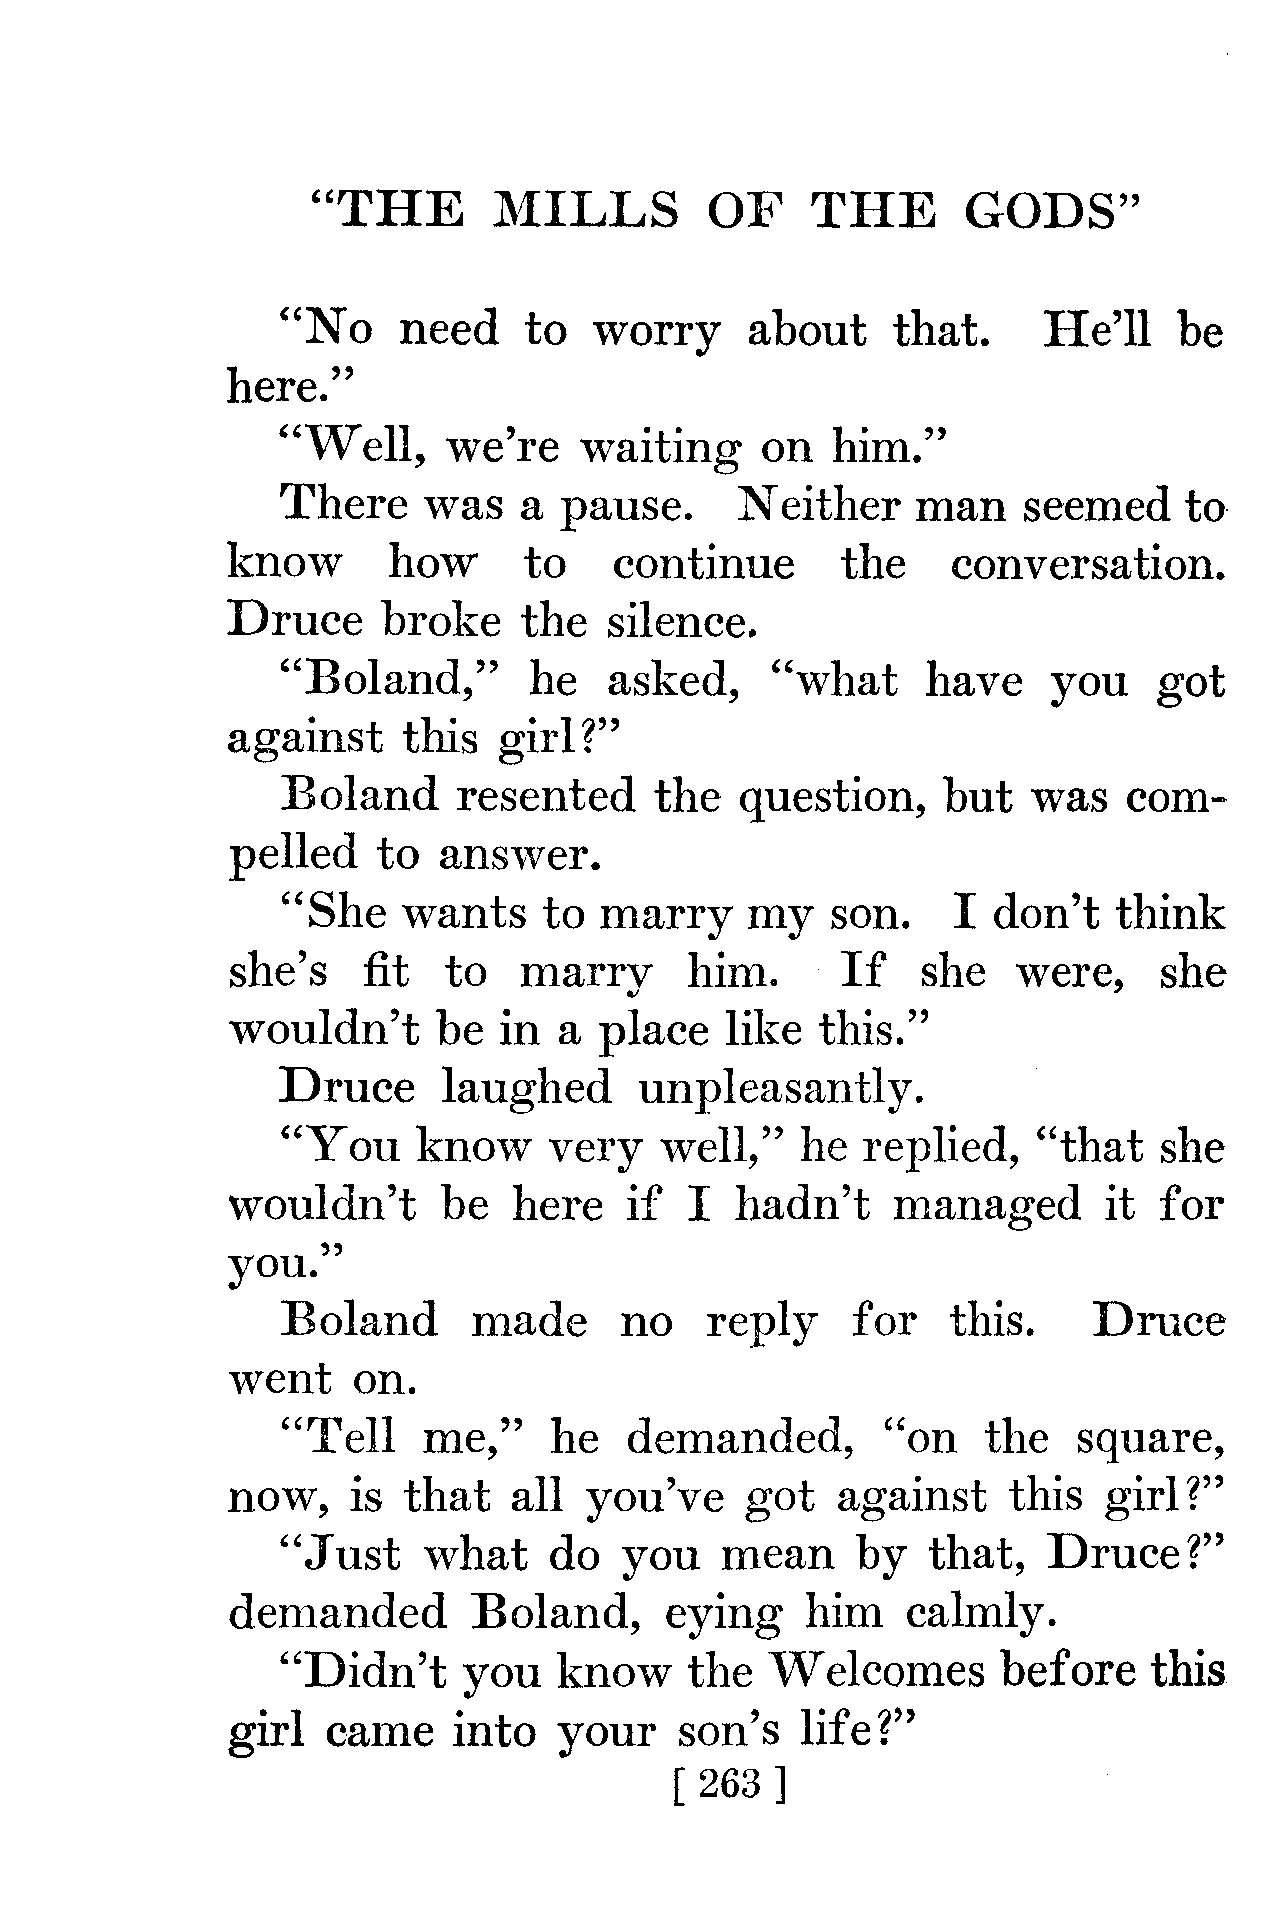 “THE MILLS OF THE GODS”
“No need to worry about that. He’ll be
here.”
“Well, we’re waiting on him.”
There was a pause. Neither man seemed to
know how to continue the conversation.
Druce broke the silence.
“Boland,” he asked, “what have you got
against this girl?”
Boland resented the question, but was com-
pelled to answer.
“She wants to marry my son. I don’t think
she’s fit to marry him. If she were, she
wouldn’t be in a place like this.”
Druce laughed unpleasantly.
“You know very well,” he replied, “that she
wouldn’t be here if I hadn’t managed it for
you.”
Boland made no reply for this. Druce
went on.
“Tell me,” he demanded, “on the square,
now, is that all you’ve got against this girl?”
“Just what do you mean by that, Druce?”
demanded Boland, eying him calmly.
“Didn’t you know the Welcomes before this
girl came into your son’s life?”
[ 263 ]